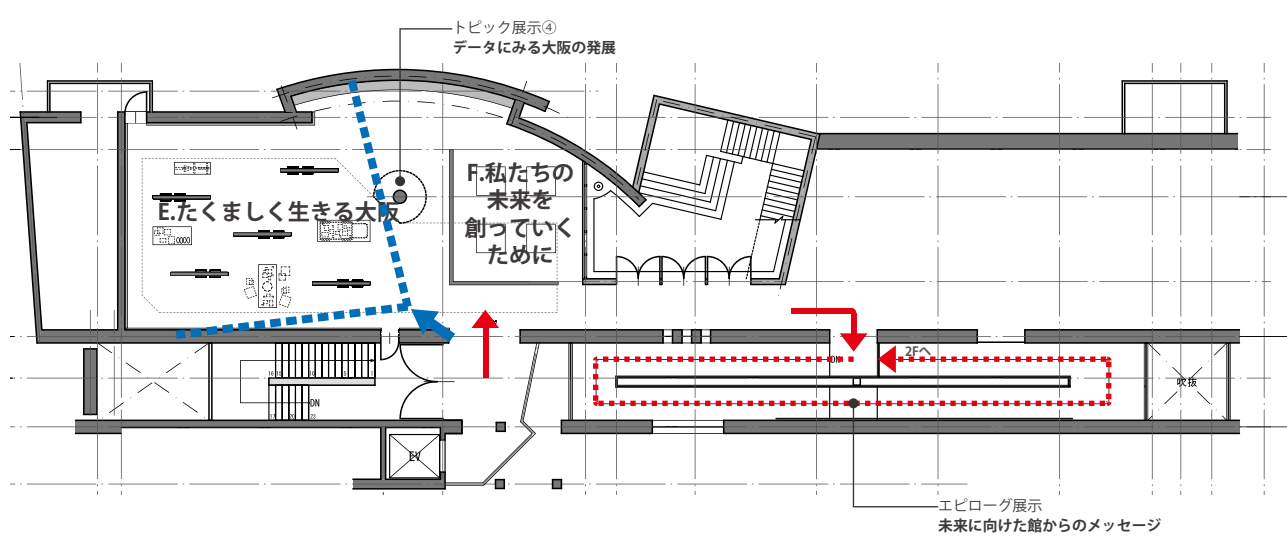 トピック展示④
データにみる大阪の発展
E.たくましく生きる大阪
F.私たちの
未来を
創っていく
ために
2Fへ
DN
吹抜
DN
EV
エピローグ展示
未来に向けた館からのメッセージ